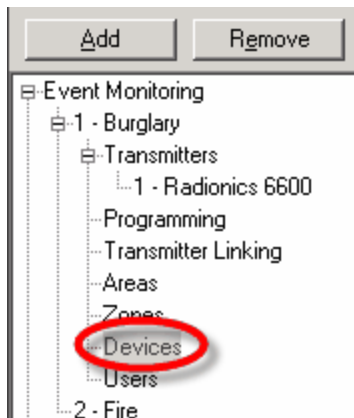 Add Remove
Event Monitoring
1 - Burglary
Transmitters
1 - Radionics 6600
Programming
Transmitter Linking
Areas
Zones
Devices
Users
2 - Fire